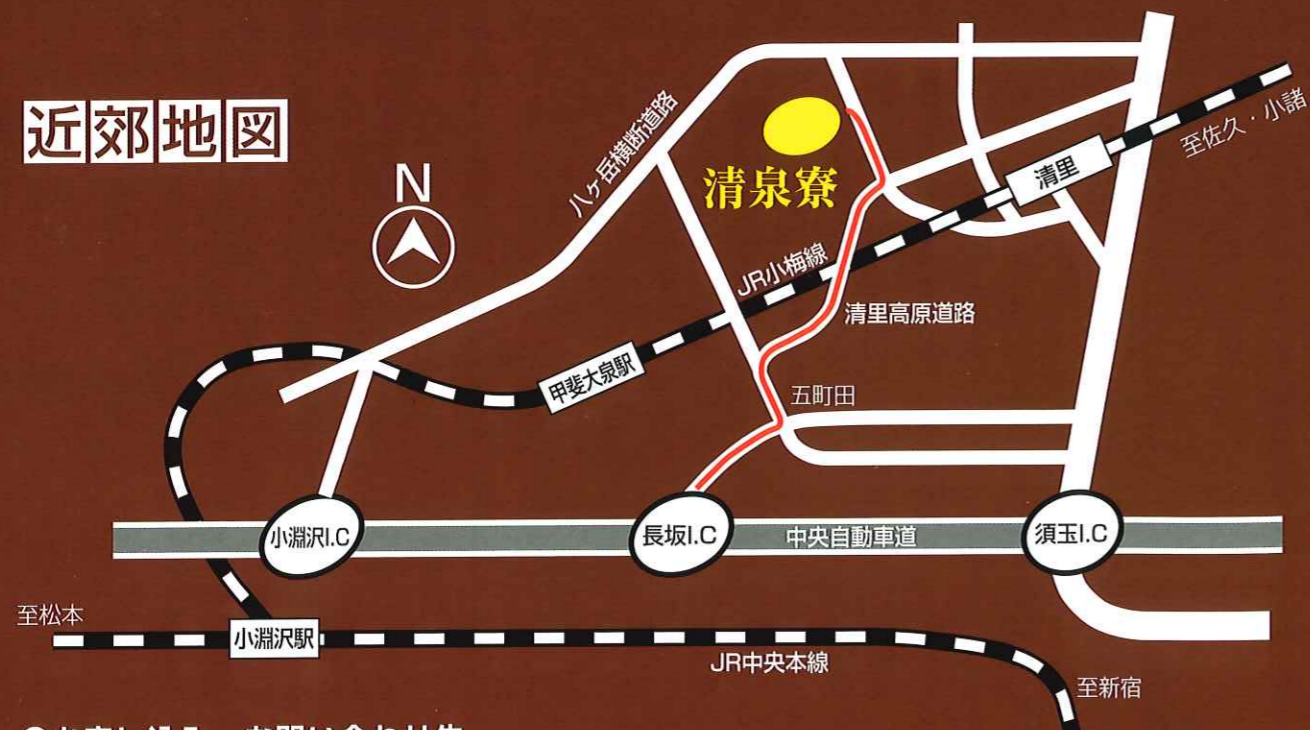 近郊地図
N
八ヶ岳横断道路
清泉寮
清里
至佐久・小諸
JR小梅線
清里高原道路
甲斐大泉駅
五町田
小淵沢I.C
長坂I.C
中央自動車道
須玉I.C
至松本
小淵沢駅
JR中央本線
至新宿